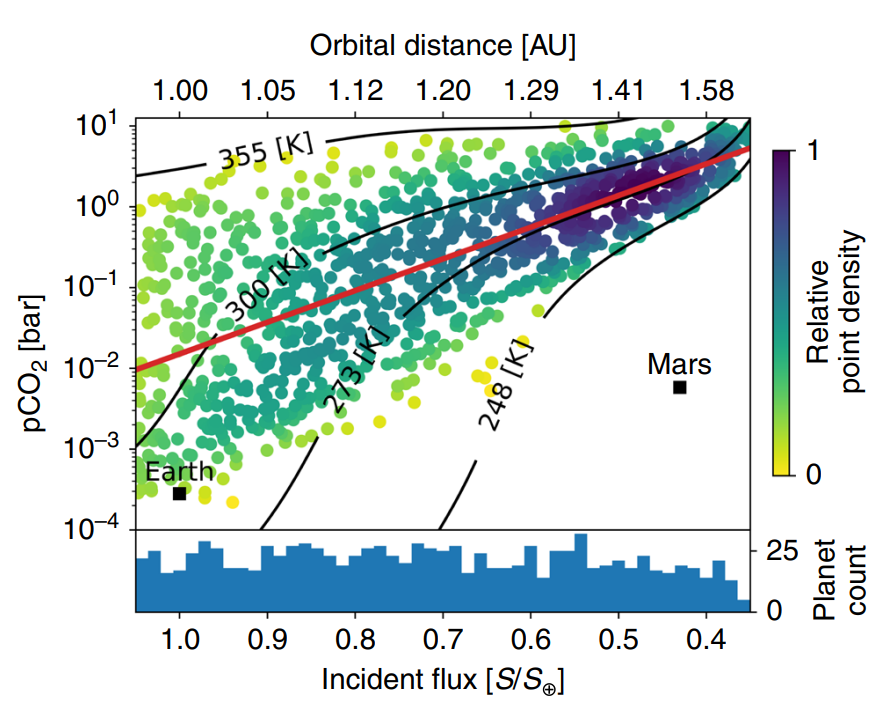 Orbital distance [AU]
1.00 1.05 1.12 1.20 1.29 1.41 1.58
10¹
10⁰
10⁻¹
10⁻²
10⁻³
10⁻⁴
pCO₂ [bar]
355 [K]
300 [K]
273 [K]
248 [K]
Mars
Earth
1
0
Relative
point density
25
0
Planet
count
1.0 0.9 0.8 0.7 0.6 0.5 0.4
Incident flux [S/S⊕]